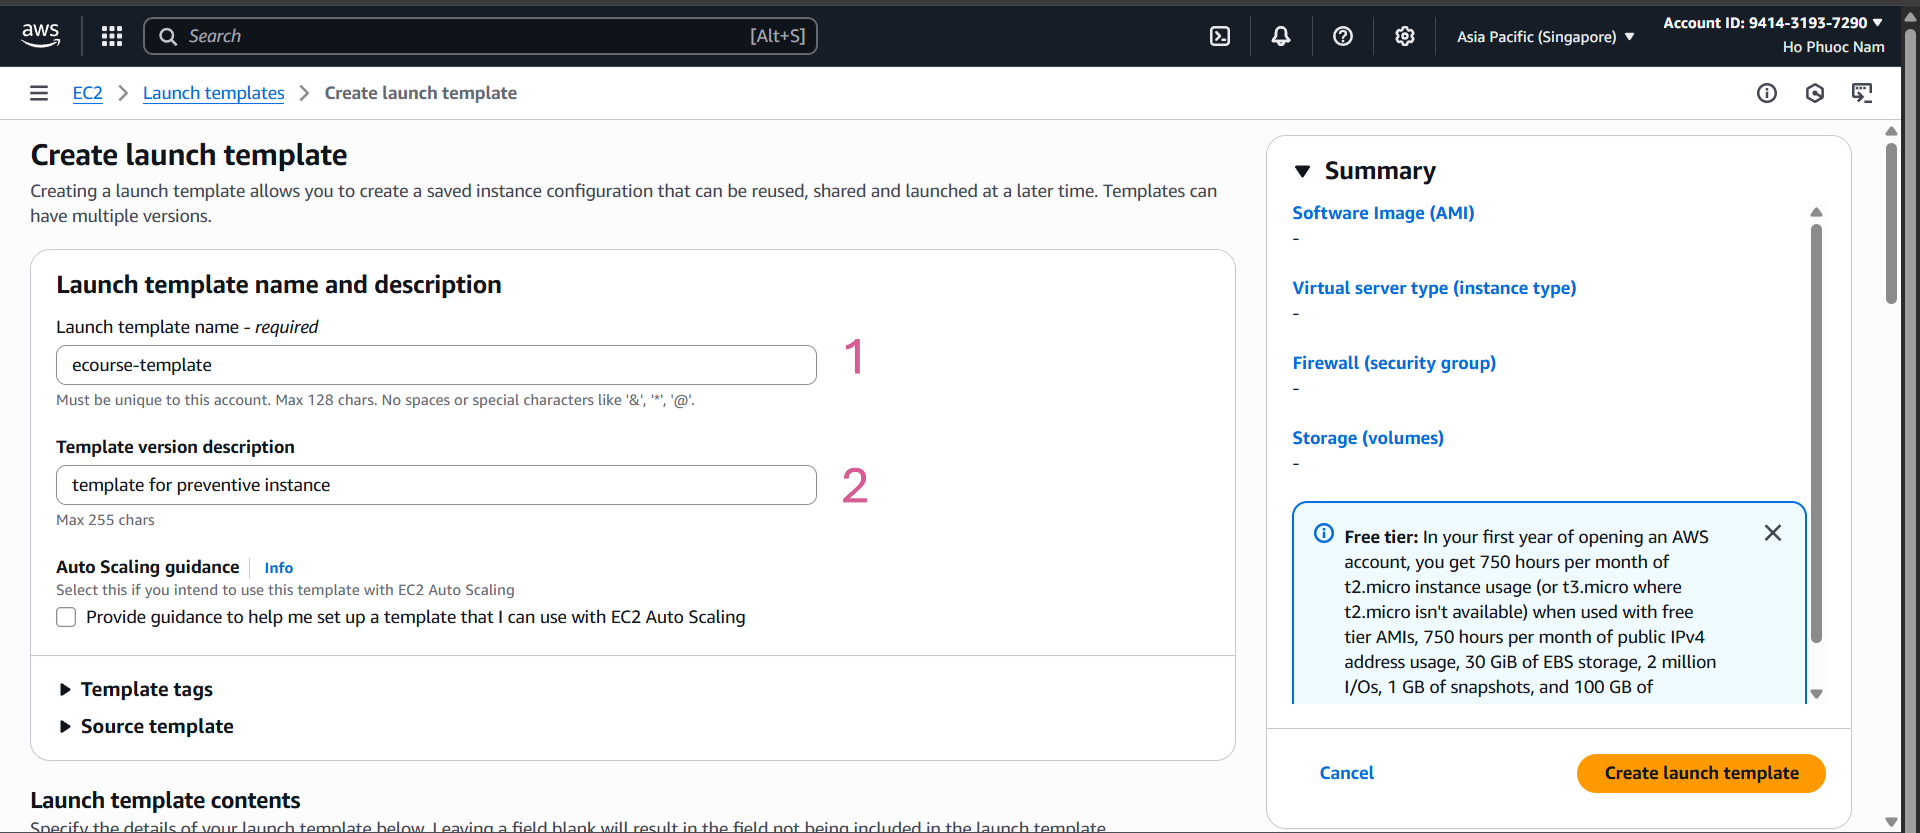 aws
Search
[Alt+S]
Asia Pacific (Singapore)
Account ID: 9414-3193-7290
Ho Phuoc Nam
EC2
Launch templates
Create launch template
Create launch template
Creating a launch template allows you to create a saved instance configuration that can be reused, shared and launched at a later time. Templates can
have multiple versions.
Launch template name and description
Launch template name - required
ecourse-template
1
Must be unique to this account. Max 128 chars. No spaces or special characters like '&', '*', '@'.
Template version description
template for preventive instance
2
Max 255 chars
Auto Scaling guidance
Info
Select this if you intend to use this template with EC2 Auto Scaling
Provide guidance to help me set up a template that I can use with EC2 Auto Scaling
Template tags
Source template
Launch template contents
Specify the details of your launch template below. Leaving a field blank will result in the field not being included in the launch template.
Summary
Software Image (AMI)
-
Virtual server type (instance type)
-
Firewall (security group)
-
Storage (volumes)
-
Free tier: In your first year of opening an AWS
account, you get 750 hours per month of
t2.micro instance usage (or t3.micro where
t2.micro isn't available) when used with free
tier AMIs, 750 hours per month of public IPv4
address usage, 30 GiB of EBS storage, 2 million
I/Os, 1 GB of snapshots, and 100 GB of
Cancel
Create launch template